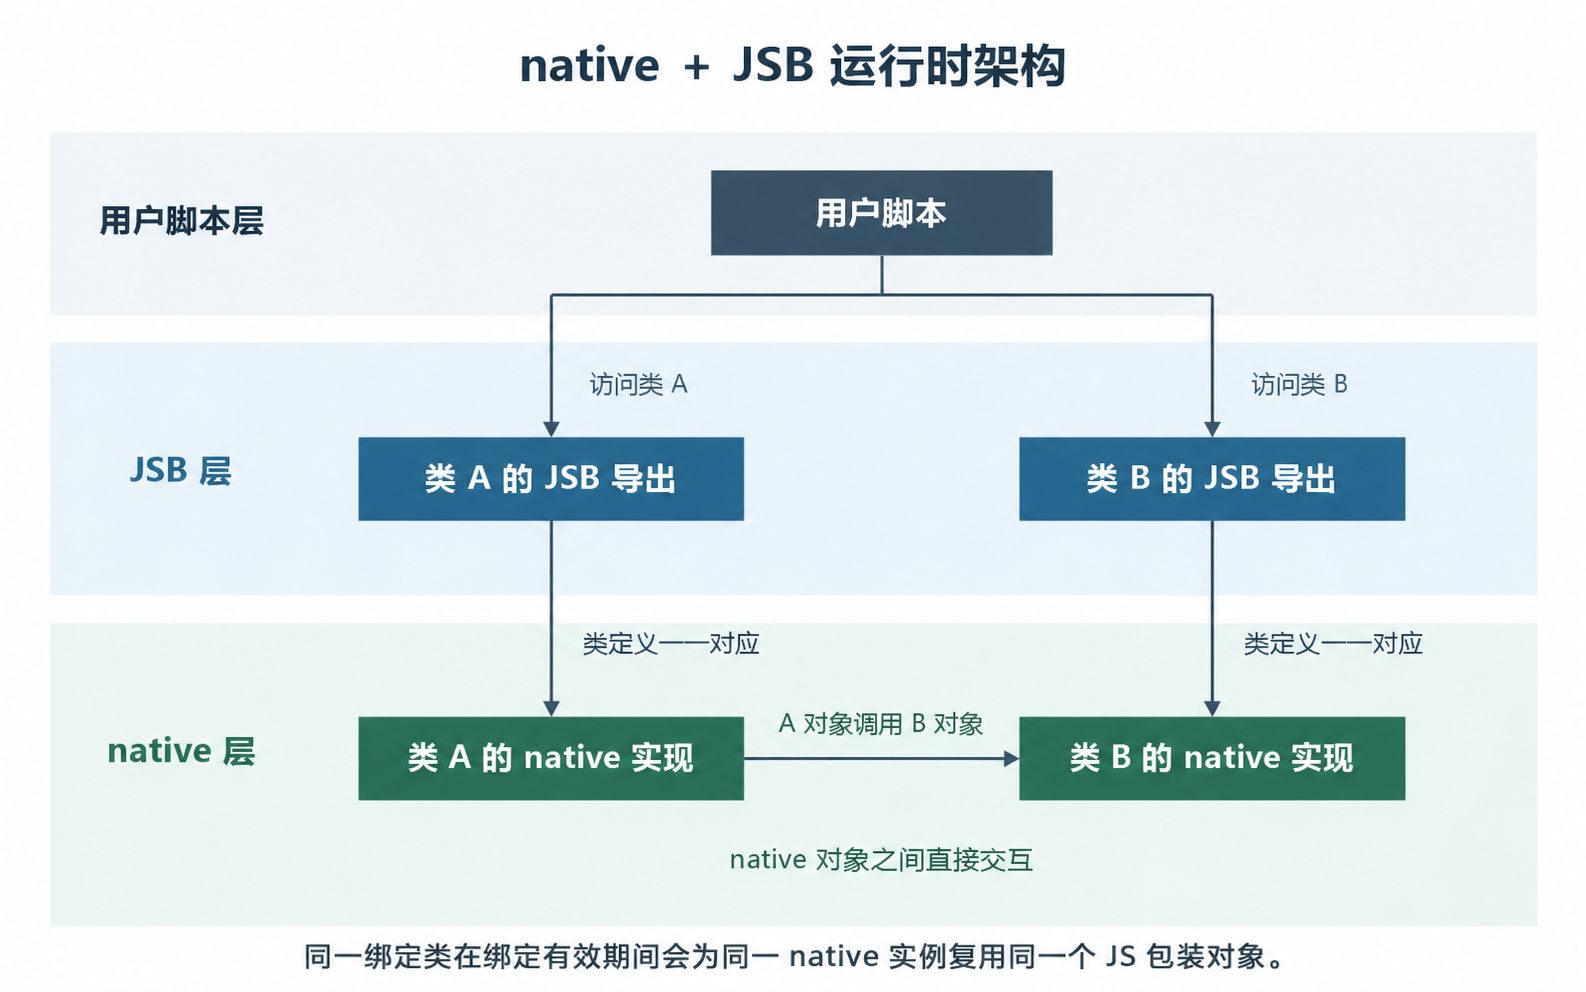 native + JSB 运行时架构
用户脚本层
用户脚本
访问类 A
访问类 B
JSB 层
类 A 的 JSB 导出
类 B 的 JSB 导出
类定义一一对应
类定义一一对应
native 层
A 对象调用 B 对象
类 A 的 native 实现
类 B 的 native 实现
native 对象之间直接交互
同一绑定类在绑定有效期间会为同一 native 实例复用同一个 JS 包装对象。